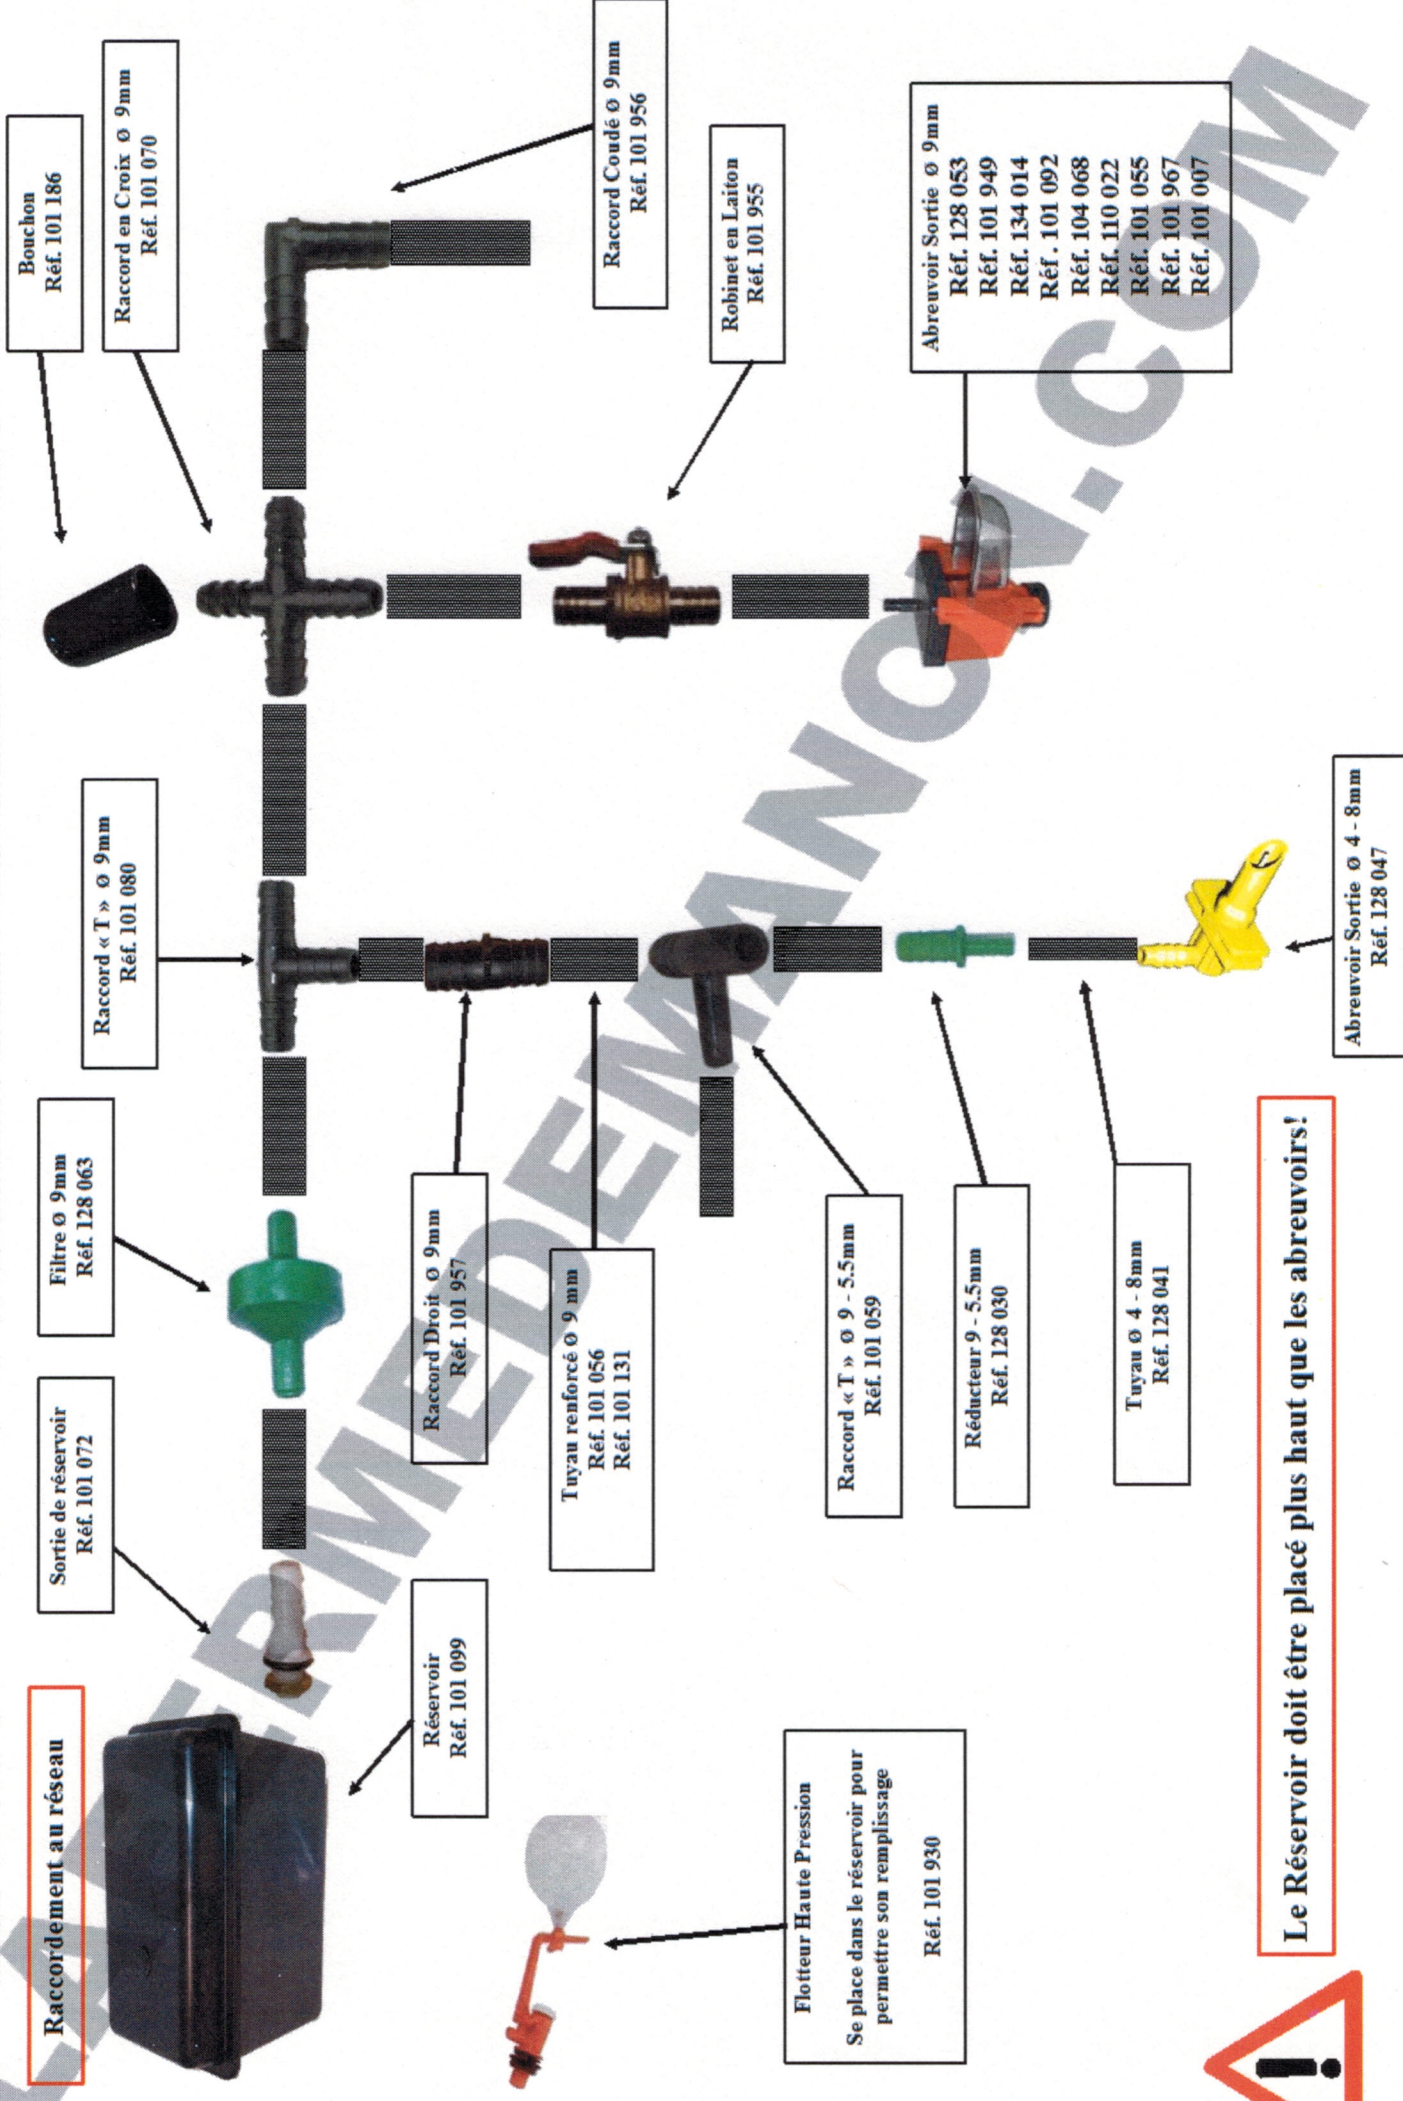 Raccordement au réseau
Sortie de réservoir
Réf. 101 072
Filtre Ø 9mm
Réf. 128 063
Raccord « T » Ø 9mm
Réf. 101 080
Bouchon
Réf. 101 186
Raccord en Croix Ø 9mm
Réf. 101 070
Réservoir
Réf. 101 099
Raccord Droit Ø 9mm
Réf. 101 957
Raccord Coudé Ø 9mm
Réf. 101 956
Tuyau renforcé Ø 9 mm
Réf. 101 056
Réf. 101 131
Robinet en Laiton
Réf. 101 955
Flotteur Haute Pression
Se place dans le réservoir pour
permettre son remplissage
Réf. 101 930
Raccord « T » Ø 9 - 5.5mm
Réf. 101 059
Réducteur 9 - 5.5mm
Réf. 128 030
Tuyau Ø 4 - 8mm
Réf. 128 041
Abreuvoir Sortie Ø 9mm
Réf. 128 053
Réf. 101 949
Réf. 134 014
Réf. 101 092
Réf. 104 068
Réf. 110 022
Réf. 101 055
Réf. 101 967
Réf. 101 007
Abreuvoir Sortie Ø 4 - 8mm
Réf. 128 047
Le Réservoir doit être placé plus haut que les abreuvoirs!
LAFERMEDEMANON.COM